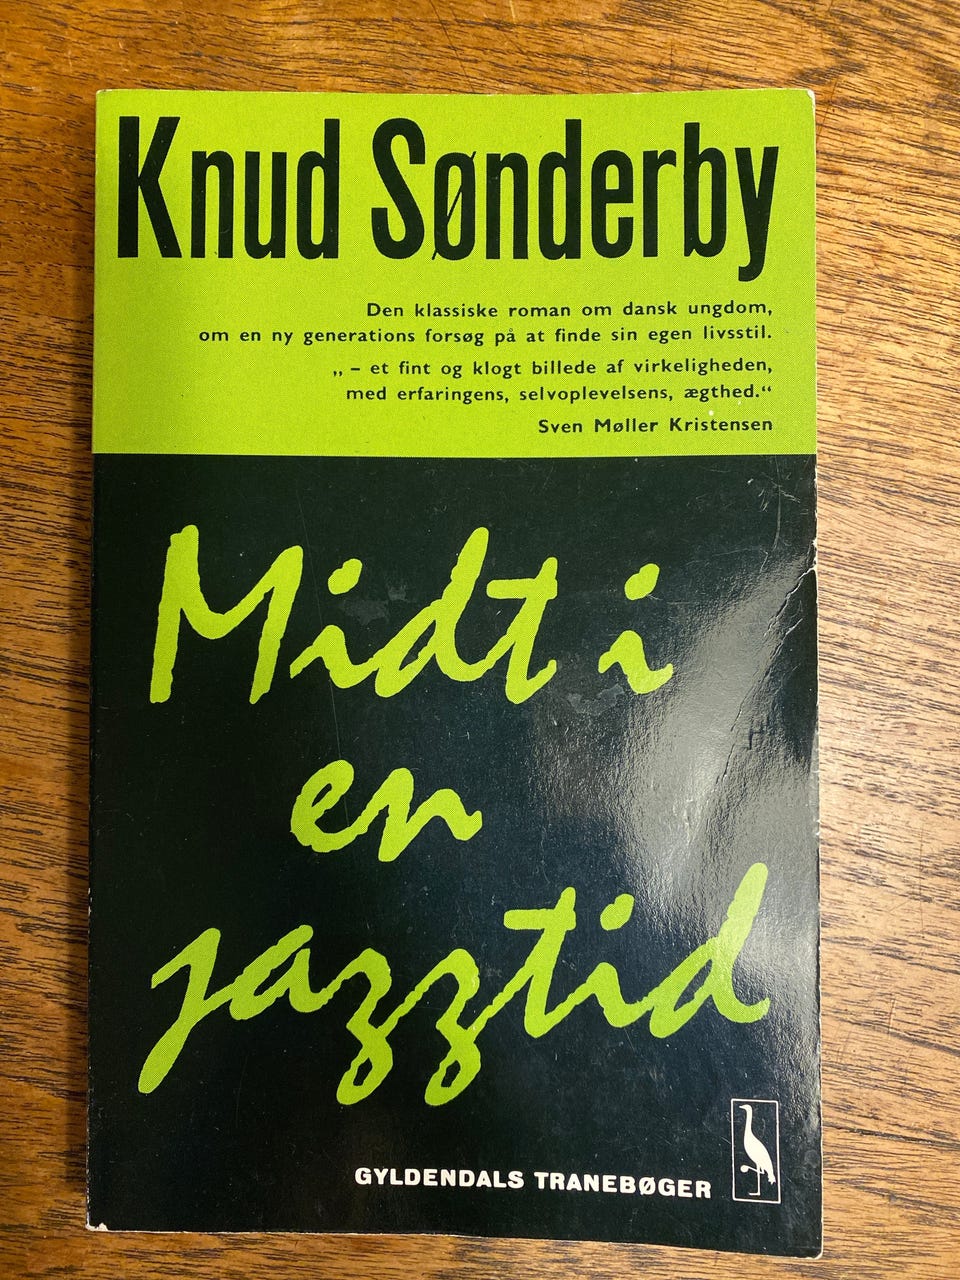 Knud Sønderby
Den klassiske roman om dansk ungdom,
om en ny generations forsøg på at finde sin egen livsstil.
„ – et fint og klogt billede af virkeligheden,
med erfaringens, selvoplevelsens, ægthed.“
Sven Møller Kristensen
Midt i
en
jazztid
GYLDENDALS TRANEBØGER